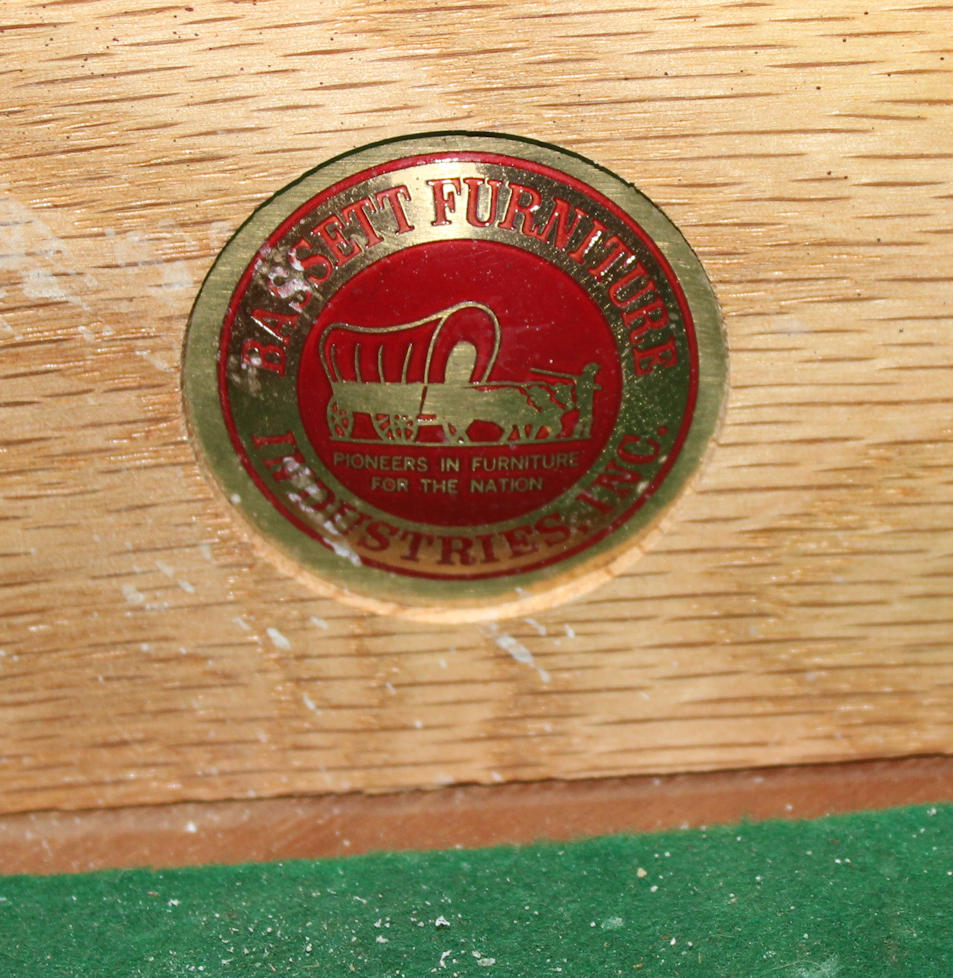 BASSETT FURNITURE
PIONEERS IN FURNITURE
FOR THE NATION
INDUSTRIES, INC.